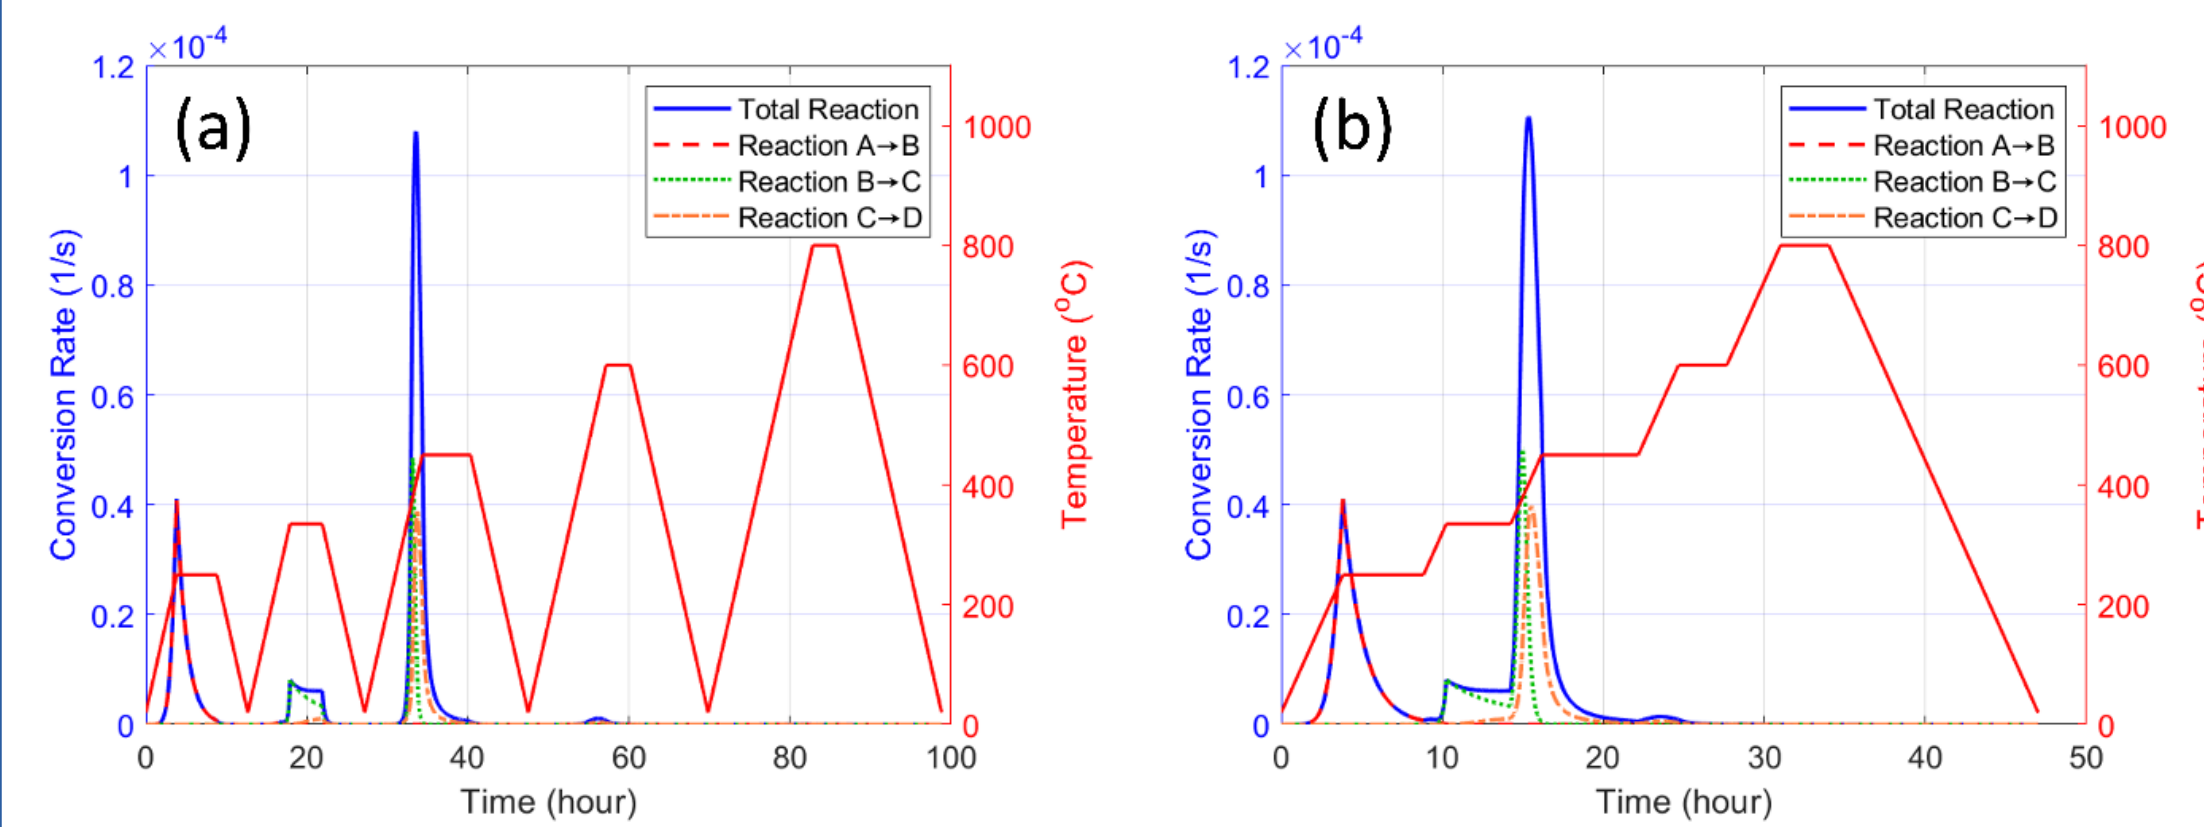 ×10⁻⁴
(a)
Total Reaction
Reaction A→B
Reaction B→C
Reaction C→D
Conversion Rate (1/s)
1.2
1
0.8
0.6
0.4
0.2
0
1000
800
600
400
200
0
Temperature (⁰C)
0 20 40 60 80 100
Time (hour)
×10⁻⁴
(b)
Total Reaction
Reaction A→B
Reaction B→C
Reaction C→D
Conversion Rate (1/s)
1.2
1
0.8
0.6
0.4
0.2
0
1000
800
600
400
200
0
0 10 20 30 40 50
Time (hour)